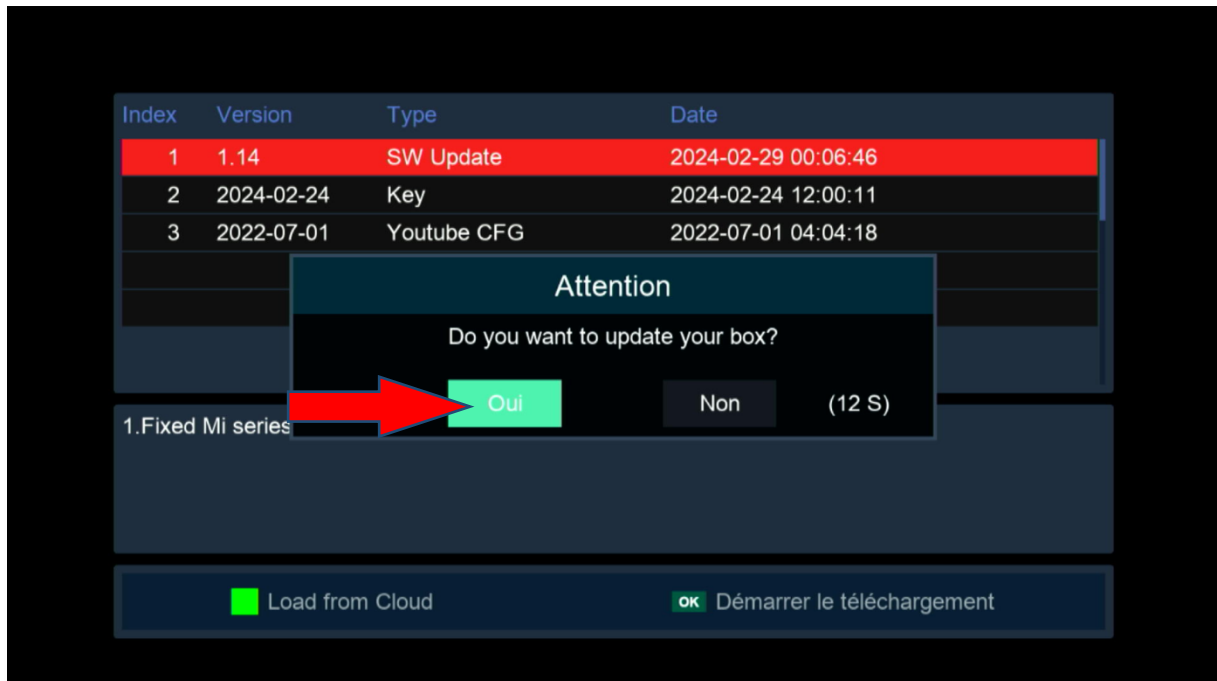 Index Version Type Date
1 1.14 SW Update 2024-02-29 00:06:46
2 2024-02-24 Key 2024-02-24 12:00:11
3 2022-07-01 Youtube CFG 2022-07-01 04:04:18
Attention
Do you want to update your box?
Oui Non (12 S)
1.Fixed Mi series
Load from Cloud OK Démarrer le téléchargement